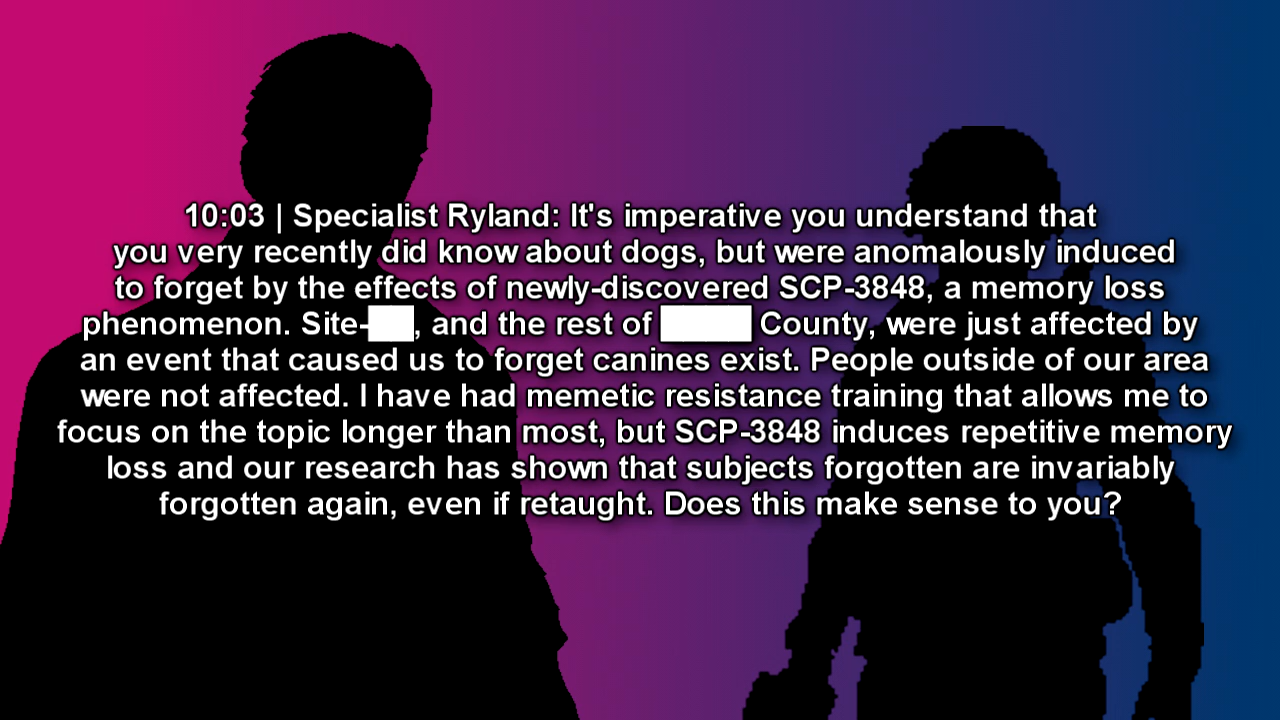 10:03 | Specialist Ryland: It's imperative you understand that
you very recently did know about dogs, but were anomalously induced
to forget by the effects of newly-discovered SCP-3848, a memory loss
phenomenon. Site-██, and the rest of ████ County, were just affected by
an event that caused us to forget canines exist. People outside of our area
were not affected. I have had memetic resistance training that allows me to
focus on the topic longer than most, but SCP-3848 induces repetitive memory
loss and our research has shown that subjects forgotten are invariably
forgotten again, even if retaught. Does this make sense to you?